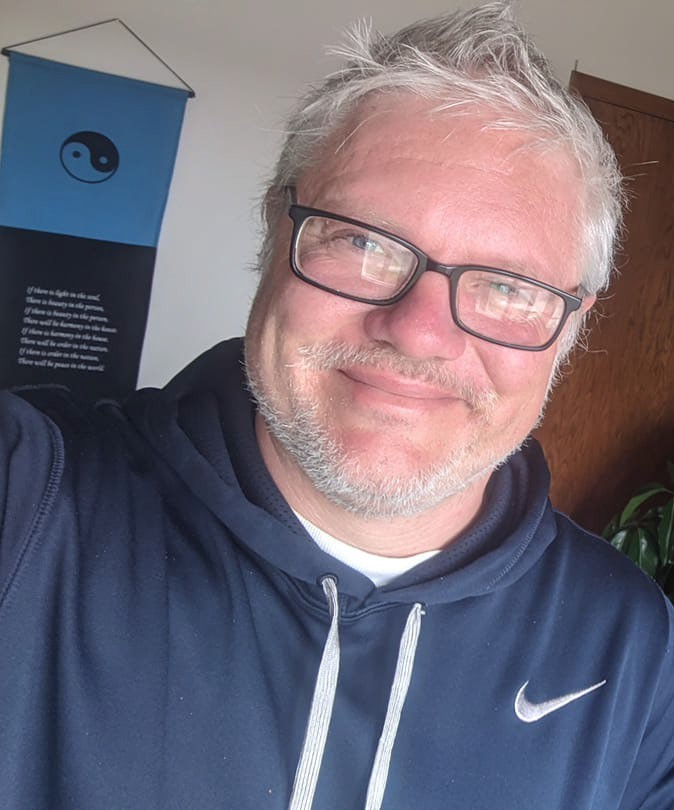 If there is light in the soul,
There is beauty in the person,
If there is beauty in the person,
There will be harmony in the house.
If there is harmony in the house,
There will be order in the nation,
If there is order in the nation,
There will be peace in the world.